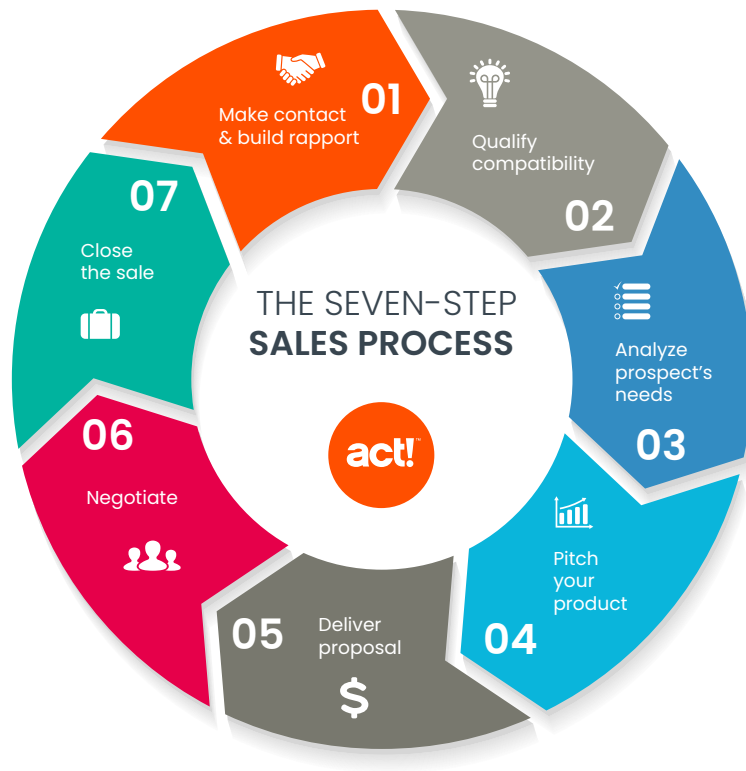 THE SEVEN-STEP
SALES PROCESS
act!™
01
Make contact
& build rapport
Qualify
compatibility
02
Analyze
prospect's
needs
03
Pitch
your
product
04
05
Deliver
proposal
$
06
Negotiate
07
Close
the sale